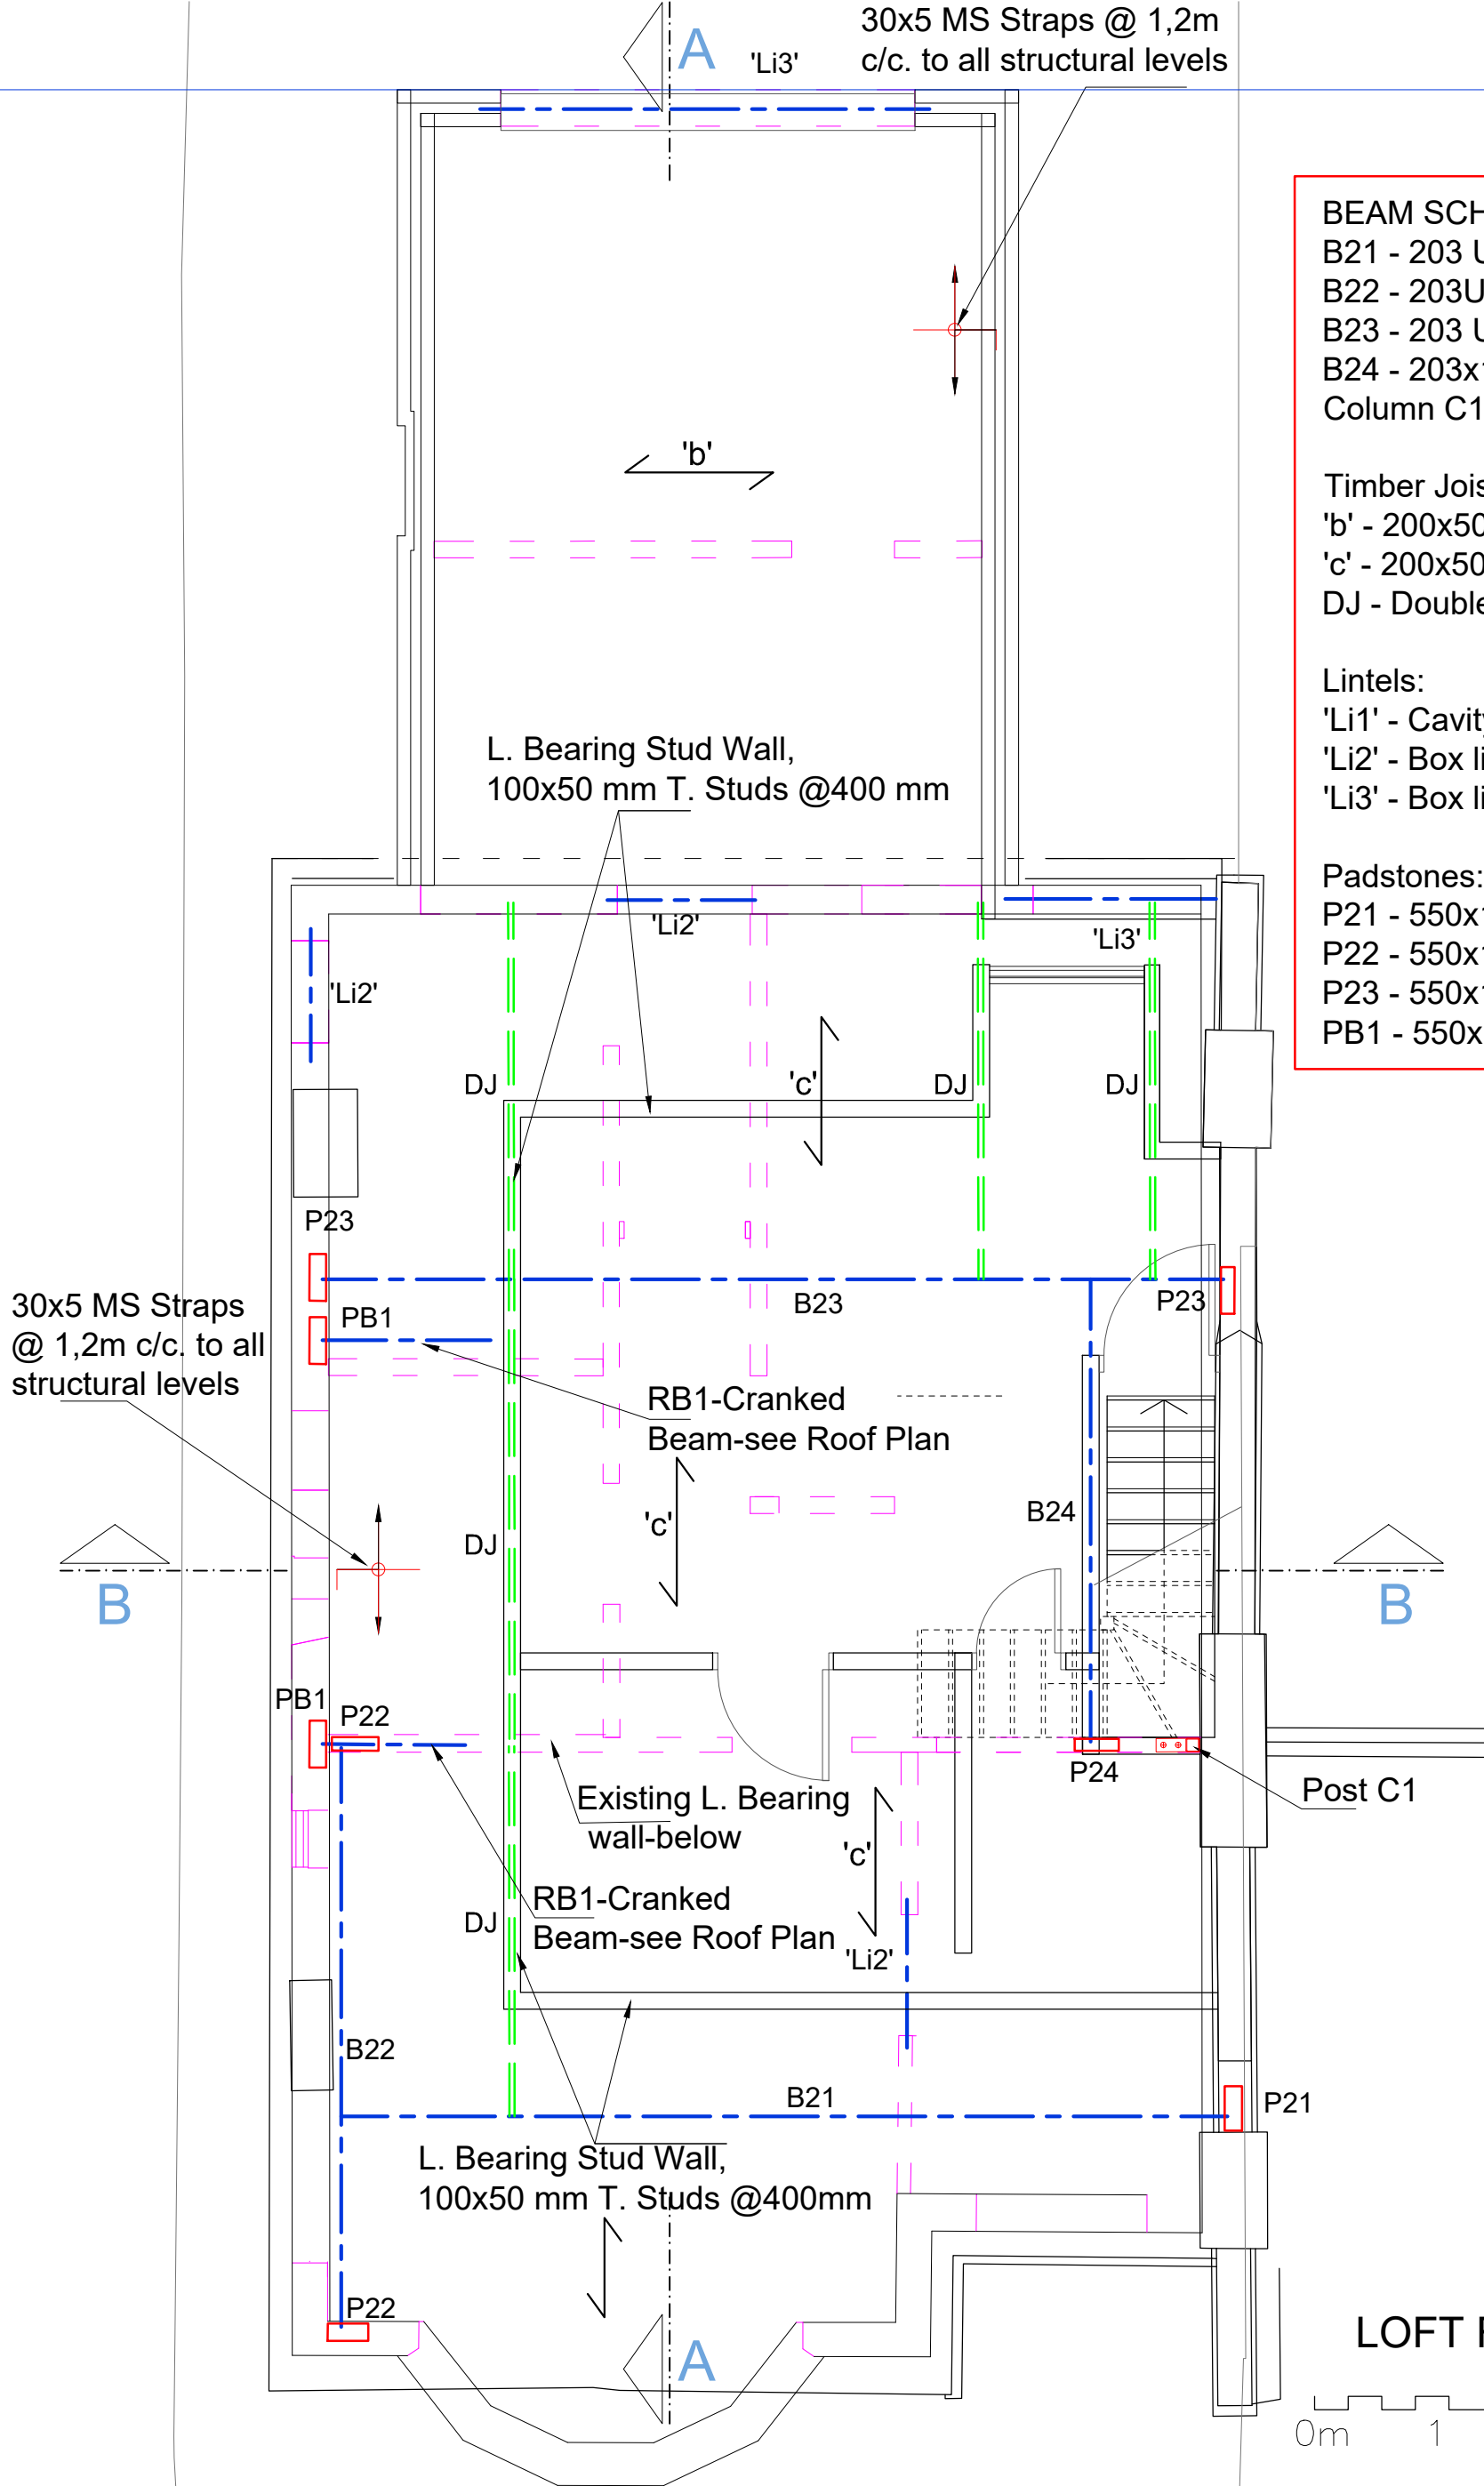 30x5 MS Straps @ 1,2m
c/c. to all structural levels
A
'Li3'
BEAM SCH
B21 - 203 U
B22 - 203U
B23 - 203 U
B24 - 203x1
Column C1
Timber Jois
'b' - 200x50
'c' - 200x50
DJ - Double
Lintels:
'Li1' - Cavity
'Li2' - Box li
'Li3' - Box li
Padstones:
P21 - 550x1
P22 - 550x1
P23 - 550x1
PB1 - 550x
'b'
L. Bearing Stud Wall,
100x50 mm T. Studs @400 mm
'Li2'
'Li3'
'Li2'
DJ
'c'
DJ
DJ
P23
B23
P23
PB1
30x5 MS Straps
@ 1,2m c/c. to all
structural levels
RB1-Cranked
Beam-see Roof Plan
'c'
B24
DJ
B
B
PB1
P22
P24
Post C1
Existing L. Bearing
wall-below
'c'
RB1-Cranked
Beam-see Roof Plan
DJ
'Li2'
B22
B21
P21
L. Bearing Stud Wall,
100x50 mm T. Studs @400mm
P22
A
LOFT F
0m
1